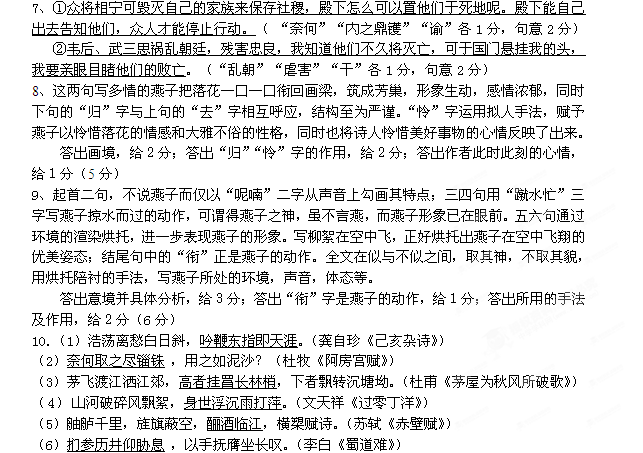 7、①众将相宁可毁灭自己的家族来保存社稷，殿下怎么可以置他们于死地呢。殿下能自己
出去告知他们，众人才能停止行动。（ “奈何”“内之鼎镬”“谕”各1分，句意2分）
②韦后、武三思祸乱朝廷，残害忠良，我知道他们不久将灭亡，可于国门悬挂我的头，
我要亲眼目睹他们的败亡。（“乱朝”“虐害”“干”各1分，句意2分）
8、这两句写多情的燕子把落花一口一口衔回画梁，筑成芳巢，形象生动，感情浓郁，同时
下句的“归”字与上句的“去”字相互呼应，结构至为严谨。“怜”字运用拟人手法，赋予
燕子以怜惜落花的情感和大雅不俗的性格，同时也将诗人怜惜美好事物的心情反映了出来。
答出画境，给2分；答出“归”“怜”字的作用，给2分；答出作者此时此刻的心情，
给1分（5分）
9、起首二句，不说燕子而仅以“呢喃”二字从声音上勾画其特点；三四句用“蹴水忙”三
字写燕子掠水而过的动作，可谓得燕子之神，虽不言燕，而燕子形象已在眼前。五六句通过
环境的渲染烘托，进一步表现燕子的形象。写柳絮在空中飞，正好烘托出燕子在空中飞翔的
优美姿态；结尾句中的“衔”正是燕子的动作。全文在似与不似之间，取其神，不取其貌，
用烘托陪衬的手法，写燕子所处的环境，声音，体态等。
答出意境并具体分析，给3分；答出“衔”字是燕子的动作，给1分；答出所用的手法
及作用，给2分（6分）
10.（1）浩荡离愁白日斜，吟鞭东指即天涯。（龚自珍《己亥杂诗》）
（2）奈何取之尽锱铢 ，用之如泥沙？（杜牧《阿房宫赋》）
（3）茅飞渡江洒江郊，高者挂罥长林梢，下者飘转沉塘坳。（杜甫《茅屋为秋风所破歌》）
（4）山河破碎风飘絮，身世浮沉雨打萍。（文天祥《过零丁洋》）
（5）舳舻千里，旌旗蔽空，酾酒临江，横槊赋诗。（苏轼《赤壁赋》）
（6）扪参历井仰胁息 ，以手抚膺坐长叹。（李白《蜀道难》）